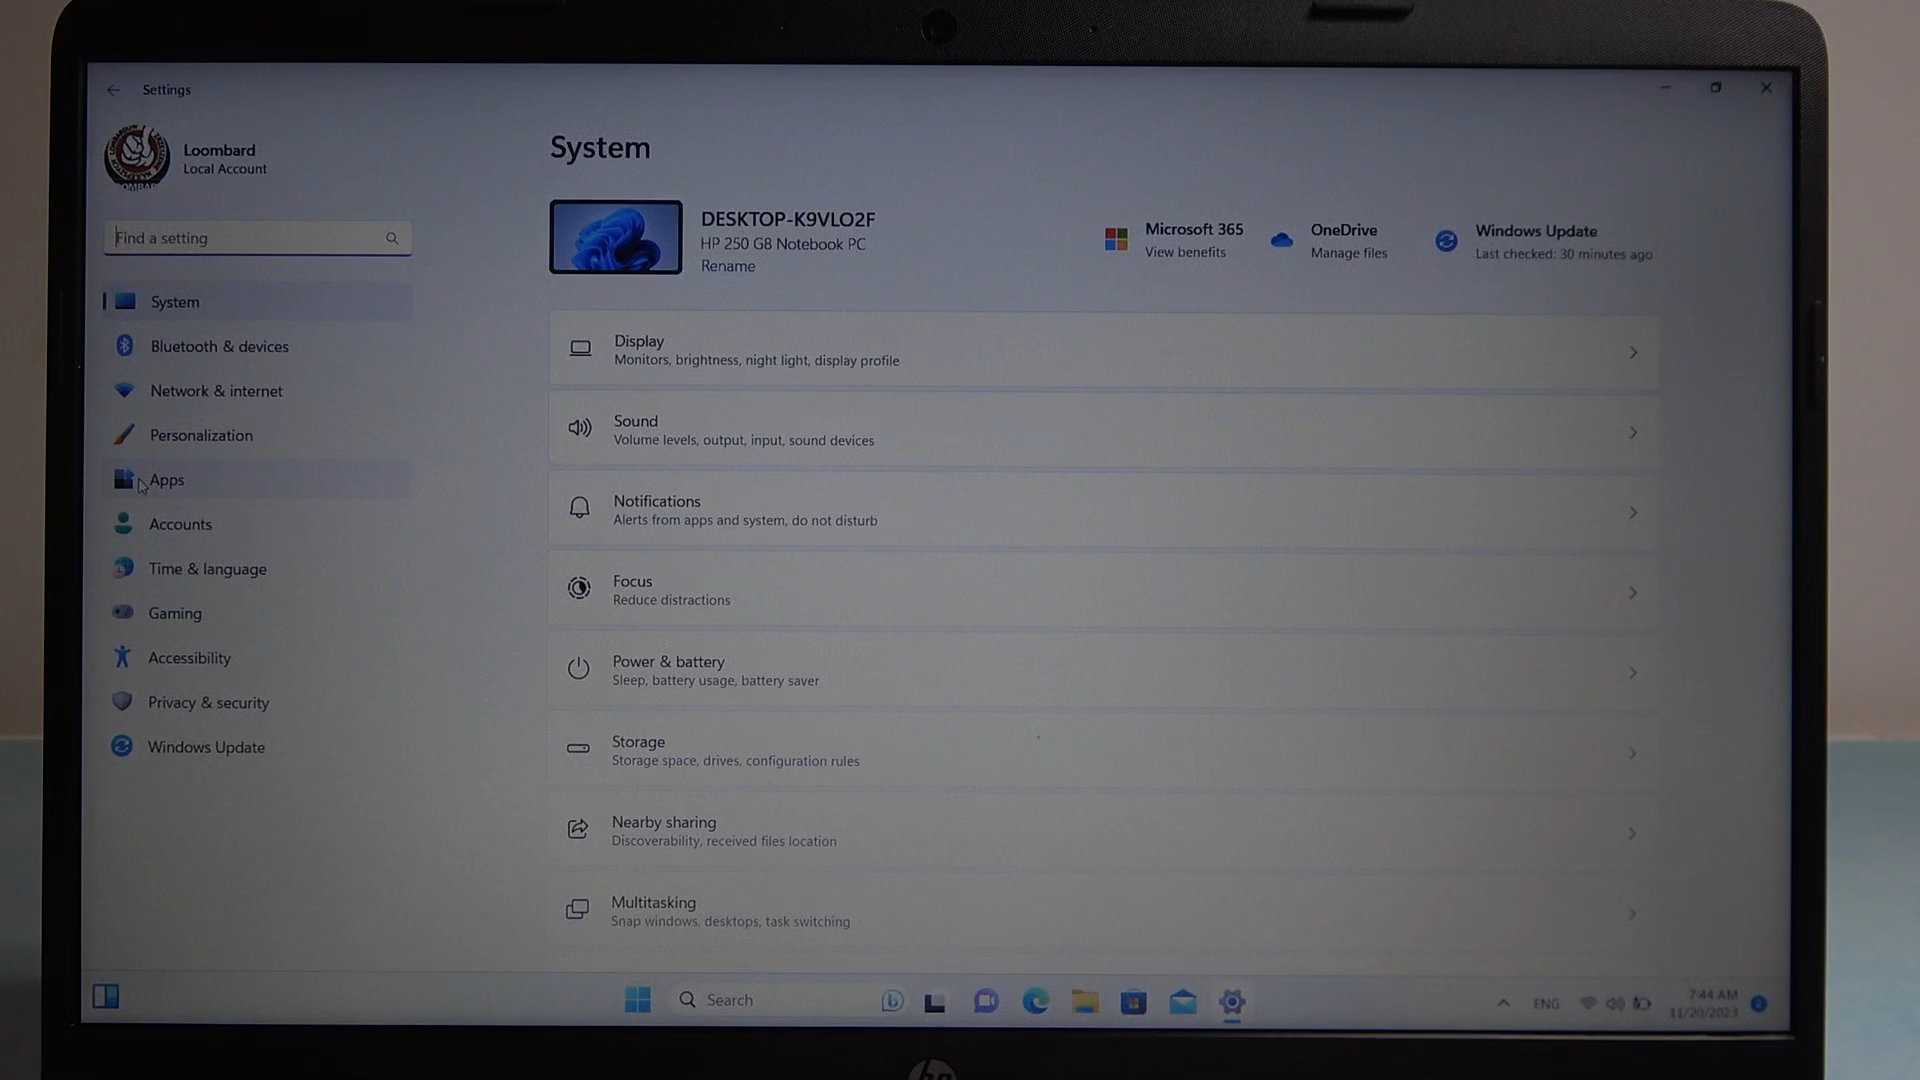 Settings
Loombard
Local Account
Find a setting
System
Bluetooth & devices
Network & internet
Personalization
Apps
Accounts
Time & language
Gaming
Accessibility
Privacy & security
Windows Update
System
DESKTOP-K9VLO2F
HP 250 G8 Notebook PC
Rename
Microsoft 365
View benefits
OneDrive
Manage files
Windows Update
Last checked: 30 minutes ago
Display
Monitors, brightness, night light, display profile
Sound
Volume levels, output, input, sound devices
Notifications
Alerts from apps and system, do not disturb
Focus
Reduce distractions
Power & battery
Sleep, battery usage, battery saver
Storage
Storage space, drives, configuration rules
Nearby sharing
Discoverability, received files location
Multitasking
Snap windows, desktops, task switching
Search
ENG
7:44 AM
11/20/2023
hp